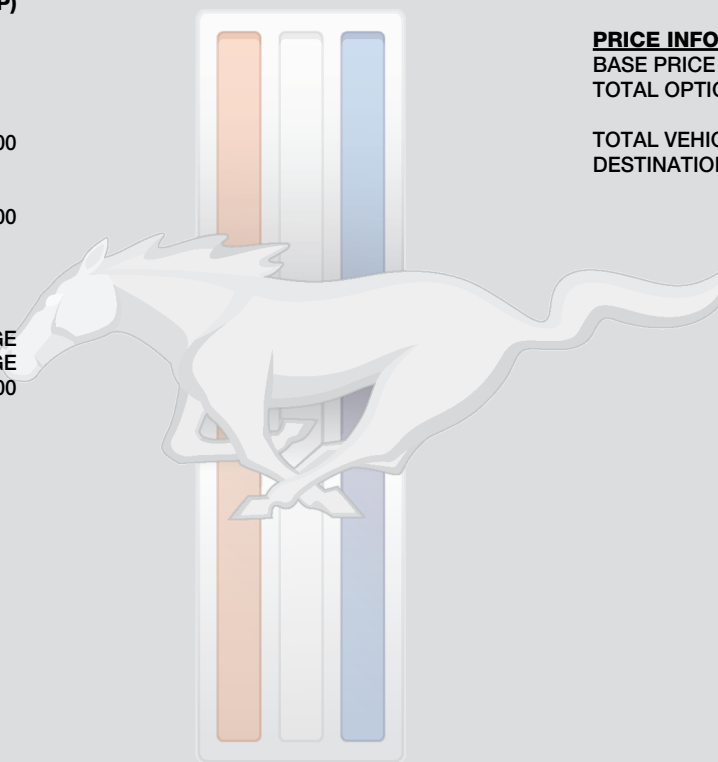 P)
PRICE INFO
BASE PRICE
TOTAL OPTIO
00
TOTAL VEHIC
DESTINATION
00
GE
GE
00